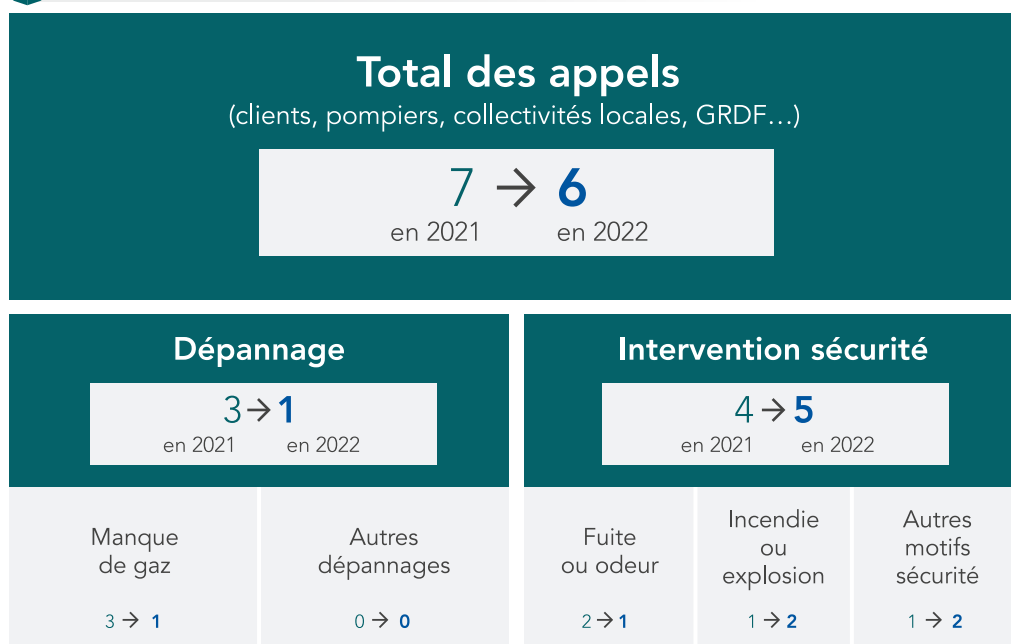 Total des appels
(clients, pompiers, collectivités locales, GRDF...)
7 → 6
en 2021 en 2022
Dépannage
3 → 1
en 2021 en 2022
Manque
de gaz
3 → 1
Autres
dépannages
0 → 0
Intervention sécurité
4 → 5
en 2021 en 2022
Fuite
ou odeur
2 → 1
Incendie
ou
explosion
1 → 2
Autres
motifs
sécurité
1 → 2